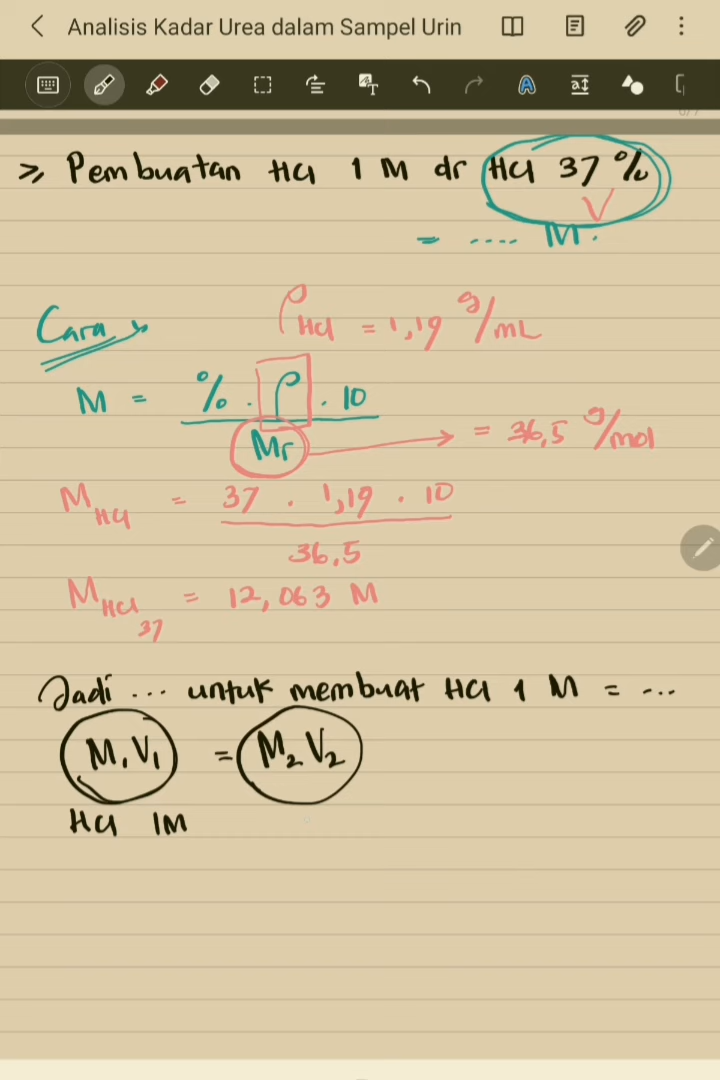 Analisis Kadar Urea dalam Sampel Urin
> Pembuatan HCl 1 M dr HCl 37 %
V
= .... M.
Cara
ρ HCl = 1,19 g/mL
M = % . ρ . 10
Mr = 36,5 g/mol
M HCl = 37 . 1,19 . 10
36,5
M HCl 37 = 12,063 M
Jadi ... untuk membuat HCl 1 M = ...
M1V1 = M2V2
HCl 1M